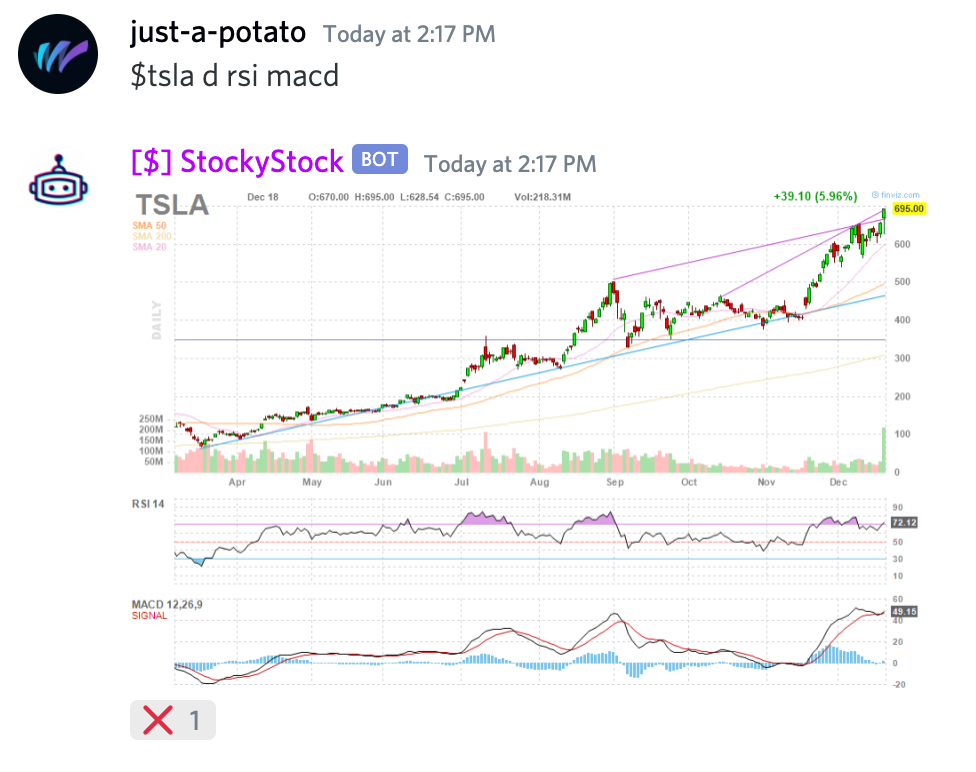 just-a-potato Today at 2:17 PM
$tsla d rsi macd
[$] StockyStock BOT Today at 2:17 PM
TSLA Dec 18 O:670.00 H:695.00 L:628.54 C:695.00 Vol:218.31M +39.10 (5.96%) © finviz.com
SMA 50
SMA 200
SMA 20
DAILY
695.00
600
500
400
300
200
100
0
250M
200M
150M
100M
50M
Apr May Jun Jul Aug Sep Oct Nov Dec
RSI 14
90
72.12
50
30
10
MACD 12,26,9
SIGNAL
60
49.15
40
20
0
-20
1